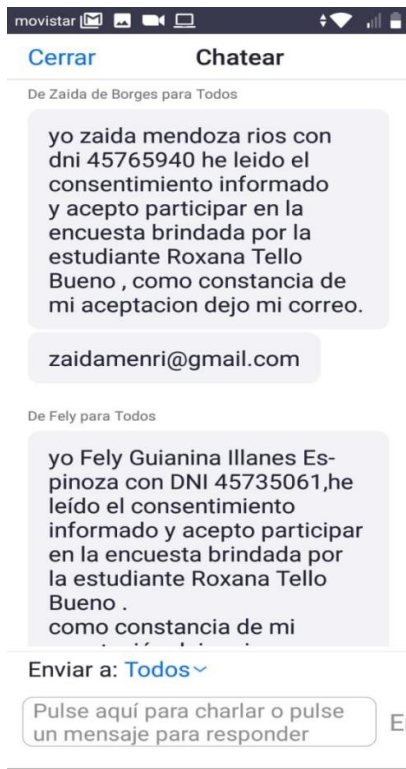 movistar
Cerrar Chatear
De Zaida de Borges para Todos
yo zaida mendoza rios con
dni 45765940 he leido el
consentimiento informado
y acepto participar en la
encuesta brindada por la
estudiante Roxana Tello
Bueno , como constancia de
mi aceptacion dejo mi correo.
zaidamenri@gmail.com
De Fely para Todos
yo Fely Guianina Illanes Es-
pinoza con DNI 45735061,he
leído el consentimiento
informado y acepto participar
en la encuesta brindada por
la estudiante Roxana Tello
Bueno .
como constancia de mi
Enviar a: Todos
Pulse aquí para charlar o pulse
un mensaje para responder